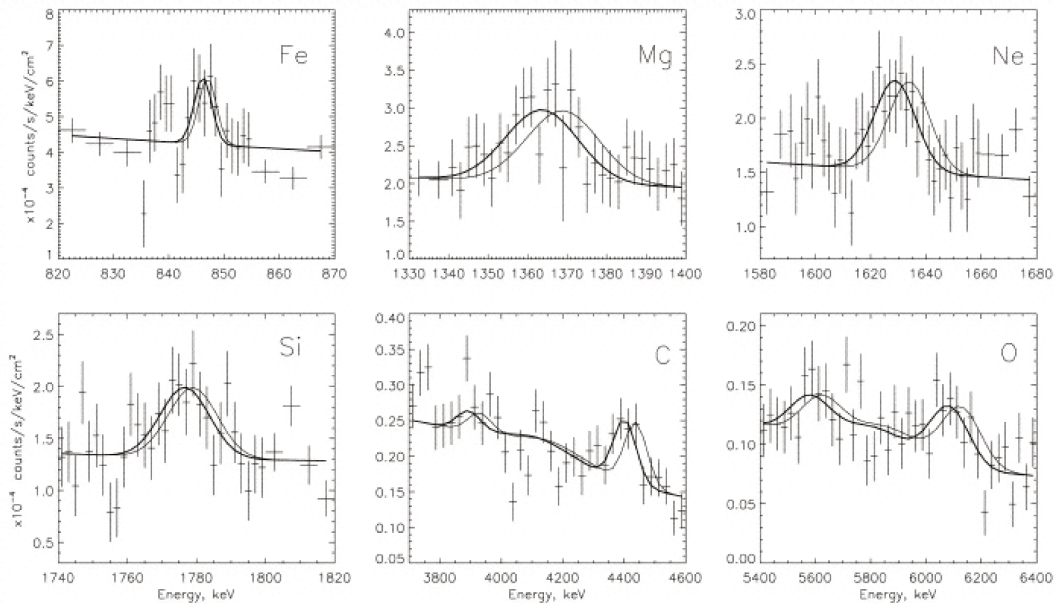 ×10⁻⁴ counts/s/keV/cm²
8
7
6
5
4
3
2
1
Fe
820 830 840 850 860 870
4.0
3.5
3.0
2.5
2.0
1.5
1.0
Mg
1330 1340 1350 1360 1370 1380 1390 1400
3.0
2.5
2.0
1.5
1.0
Ne
1580 1600 1620 1640 1660 1680
×10⁻⁴ counts/s/keV/cm²
2.5
2.0
1.5
1.0
0.5
Si
1740 1760 1780 1800 1820
Energy, keV
0.40
0.35
0.30
0.25
0.20
0.15
0.10
0.05
C
3800 4000 4200 4400 4600
Energy, keV
0.20
0.15
0.10
0.05
0.00
O
5400 5600 5800 6000 6200 6400
Energy, keV